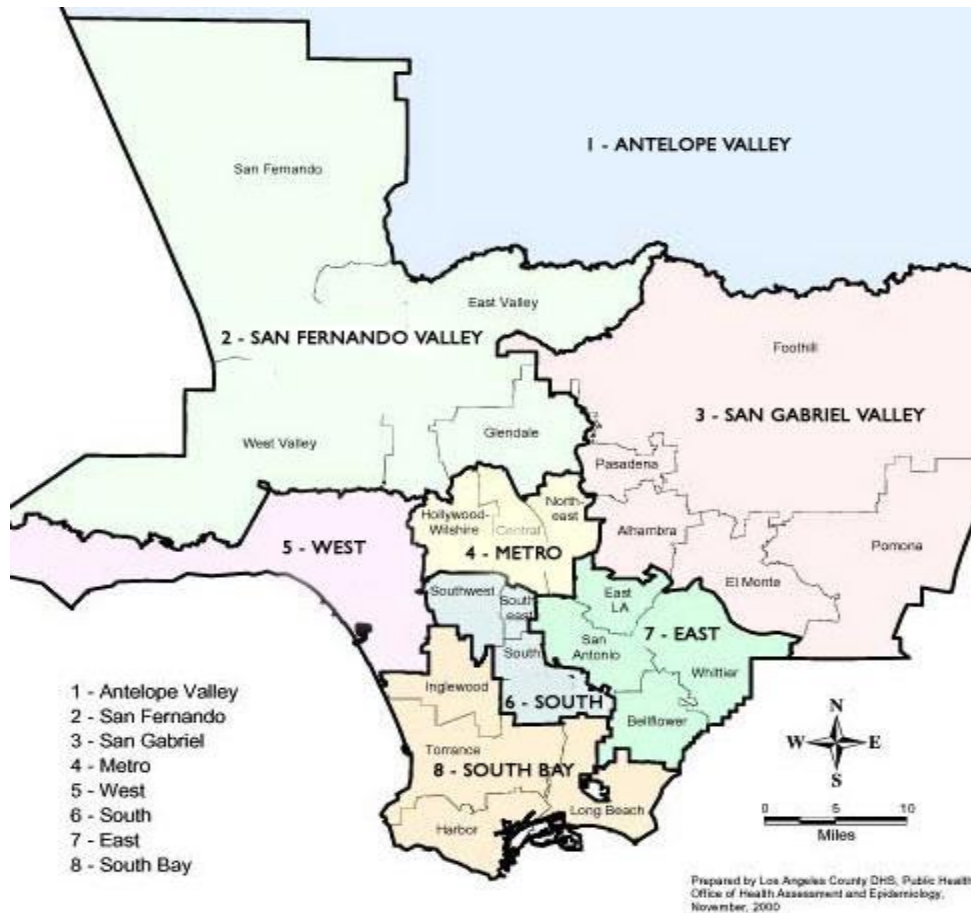 1 - ANTELOPE VALLEY
San Fernando
East Valley
2 - SAN FERNANDO VALLEY
Foothill
3 - SAN GABRIEL VALLEY
Glendale
West Valley
Pasadena
North-
east
Hollywood-
Wilshire
Central
Alhambra
Pomona
5 - WEST
4 - METRO
El Monte
Southwest
South-
east
East
LA
7 - EAST
San
Antonio
South
Whittier
Inglewood
6 - SOUTH
Bellflower
Torrance
8 - SOUTH BAY
Long Beach
Harbor
1 - Antelope Valley
2 - San Fernando
3 - San Gabriel
4 - Metro
5 - West
6 - South
7 - East
8 - South Bay
N
W E
S
0 5 10
Miles
Prepared by Los Angeles County DHS, Public Health
Office of Health Assessment and Epidemiology,
November, 2000